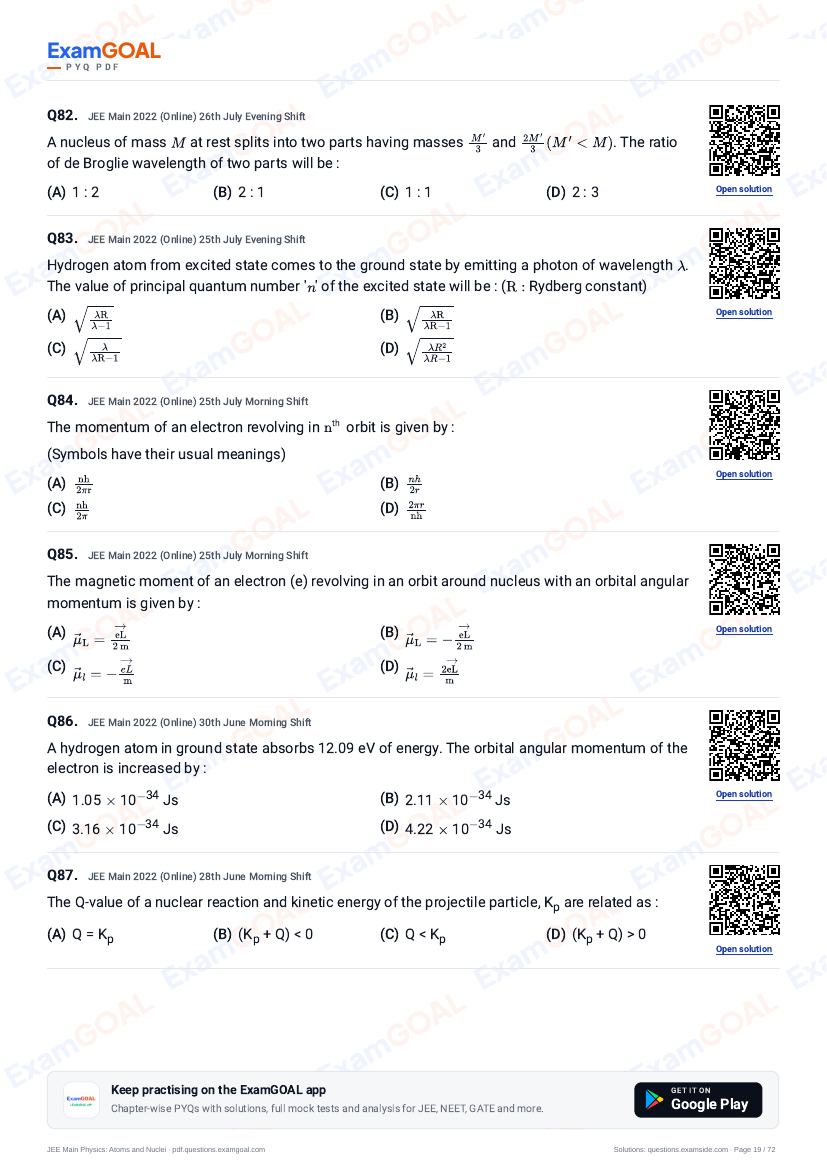 ExamGOAL
PYQ PDF
Q82. JEE Main 2022 (Online) 26th July Evening Shift
A nucleus of mass M at rest splits into two parts having masses M′/3 and 2M′/3 (M′ < M). The ratio
of de Broglie wavelength of two parts will be :
(A) 1 : 2 (B) 2 : 1 (C) 1 : 1 (D) 2 : 3
Open solution
Q83. JEE Main 2022 (Online) 25th July Evening Shift
Hydrogen atom from excited state comes to the ground state by emitting a photon of wavelength λ.
The value of principal quantum number 'n' of the excited state will be : (R : Rydberg constant)
(A) √(λR/(λ−1)) (B) √(λR/(λR−1))
(C) √(λ/(λR−1)) (D) √(λR²/(λR−1))
Open solution
Q84. JEE Main 2022 (Online) 25th July Morning Shift
The momentum of an electron revolving in nᵗʰ orbit is given by :
(Symbols have their usual meanings)
(A) nh/2πr (B) nh/2r
(C) nh/2π (D) 2πr/nh
Open solution
Q85. JEE Main 2022 (Online) 25th July Morning Shift
The magnetic moment of an electron (e) revolving in an orbit around nucleus with an orbital angular
momentum is given by :
(A) μ⃗_L = e͞L⃗/2 m (B) μ⃗_L = −eL⃗/2 m
(C) μ⃗_l = −eL⃗/m (D) μ⃗_l = 2eL⃗/m
Open solution
Q86. JEE Main 2022 (Online) 30th June Morning Shift
A hydrogen atom in ground state absorbs 12.09 eV of energy. The orbital angular momentum of the
electron is increased by :
(A) 1.05 × 10⁻³⁴ Js (B) 2.11 × 10⁻³⁴ Js
(C) 3.16 × 10⁻³⁴ Js (D) 4.22 × 10⁻³⁴ Js
Open solution
Q87. JEE Main 2022 (Online) 28th June Morning Shift
The Q-value of a nuclear reaction and kinetic energy of the projectile particle, Kₚ are related as :
(A) Q = Kₚ (B) (Kₚ + Q) < 0 (C) Q < Kₚ (D) (Kₚ + Q) > 0
Open solution
Keep practising on the ExamGOAL app
Chapter-wise PYQs with solutions, full mock tests and analysis for JEE, NEET, GATE and more.
GET IT ON
Google Play
JEE Main Physics: Atoms and Nuclei · pdf.questions.examgoal.com
Solutions: questions.examside.com · Page 19 / 72